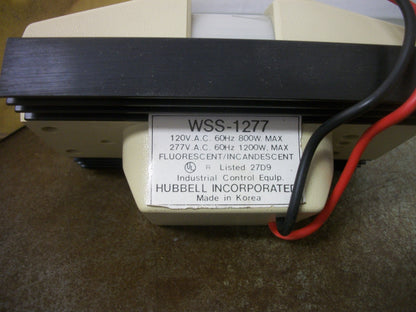 WSS-1277
120V.A.C. 60Hz 800W. MAX
277V.A.C. 60Hz 1200W. MAX
FLUORESCENT/INCANDESCENT
UL R Listed 27D9
Industrial Control Equip.
HUBBELL INCORPORATED
Made in Korea